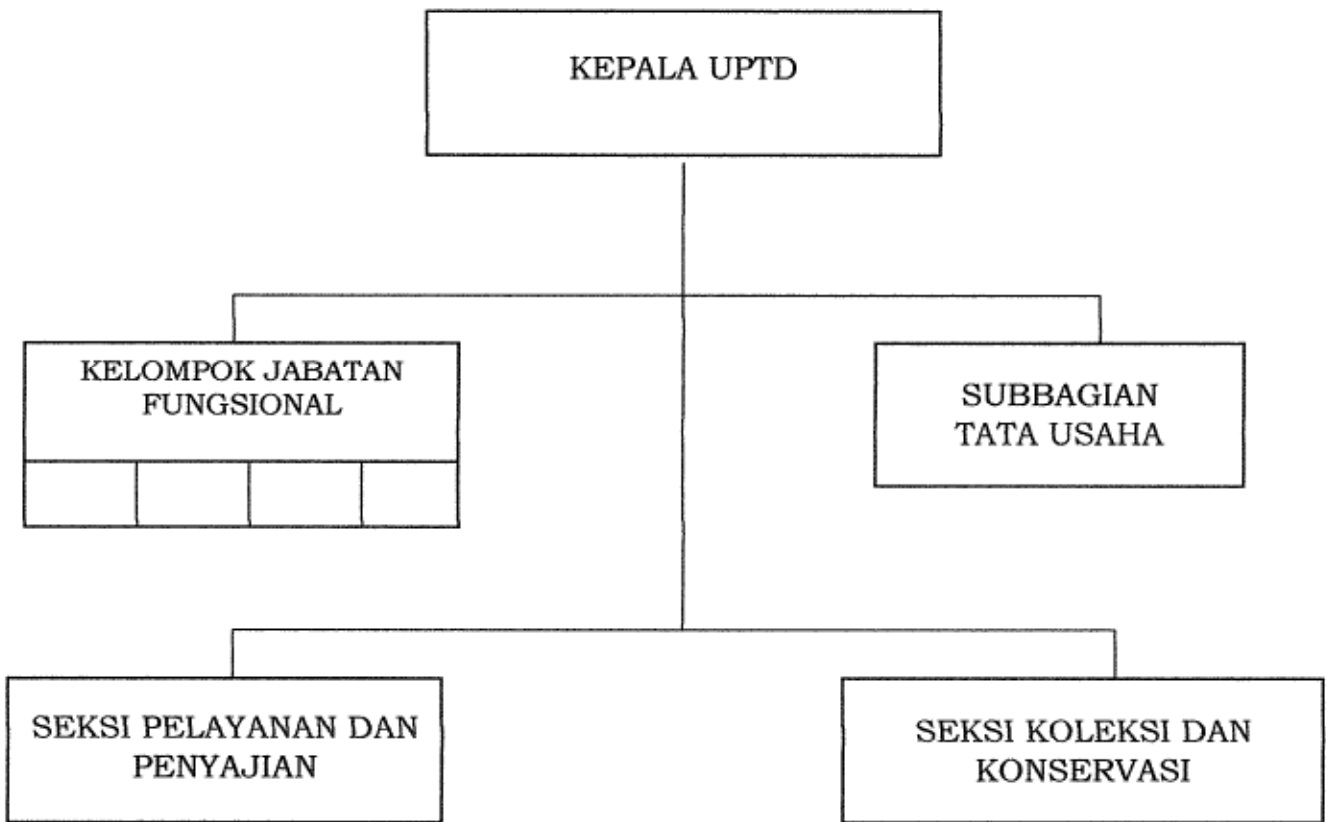 KEPALA UPTD
KELOMPOK JABATAN
FUNGSIONAL
SUBBAGIAN
TATA USAHA
SEKSI PELAYANAN DAN
PENYAJIAN
SEKSI KOLEKSI DAN
KONSERVASI